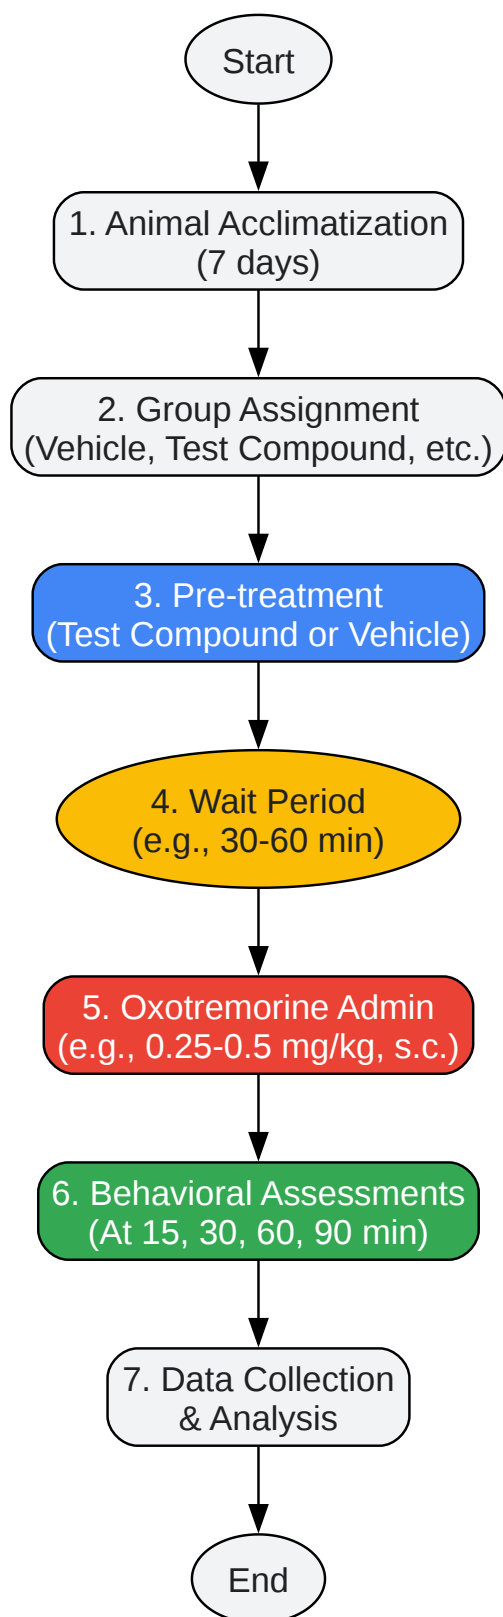 Start
1. Animal Acclimatization
(7 days)
2. Group Assignment
(Vehicle, Test Compound, etc.)
3. Pre-treatment
(Test Compound or Vehicle)
4. Wait Period
(e.g., 30-60 min)
5. Oxotremorine Admin
(e.g., 0.25-0.5 mg/kg, s.c.)
6. Behavioral Assessments
(At 15, 30, 60, 90 min)
7. Data Collection
& Analysis
End